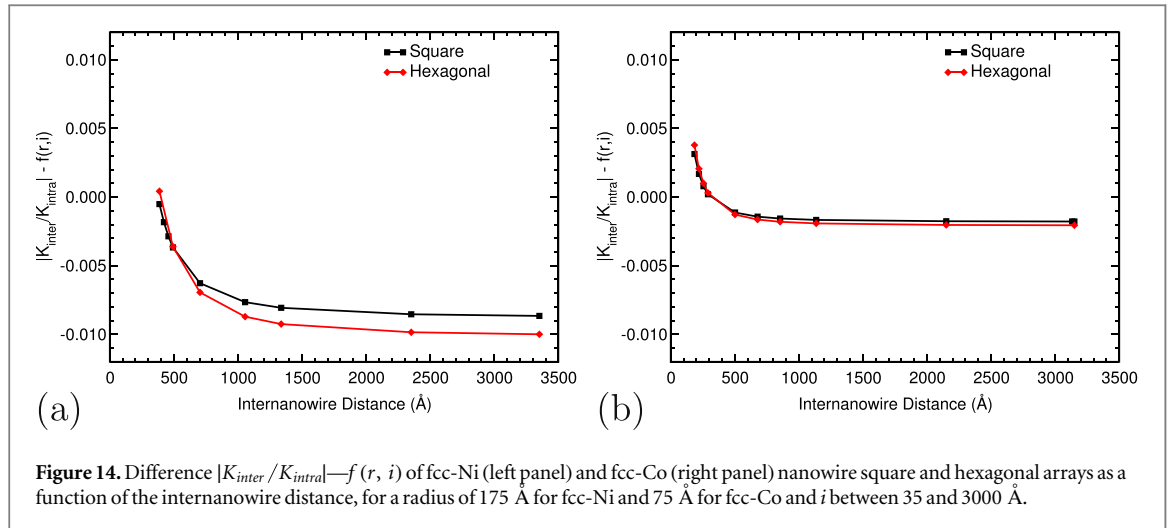 0.010
0.005
0.000
-0.005
-0.010
|K_inter/K_intra| - f(r,i)
Square
Hexagonal
0 500 1000 1500 2000 2500 3000 3500
Internanowire Distance (Å)
(a)
0.010
0.005
0.000
-0.005
-0.010
|K_inter/K_intra| - f(r,i)
Square
Hexagonal
0 500 1000 1500 2000 2500 3000 3500
Internanowire Distance (Å)
(b)
Figure 14. Difference |K_inter/K_intra|—f (r, i) of fcc-Ni (left panel) and fcc-Co (right panel) nanowire square and hexagonal arrays as a
function of the internanowire distance, for a radius of 175 Å for fcc-Ni and 75 Å for fcc-Co and i between 35 and 3000 Å.